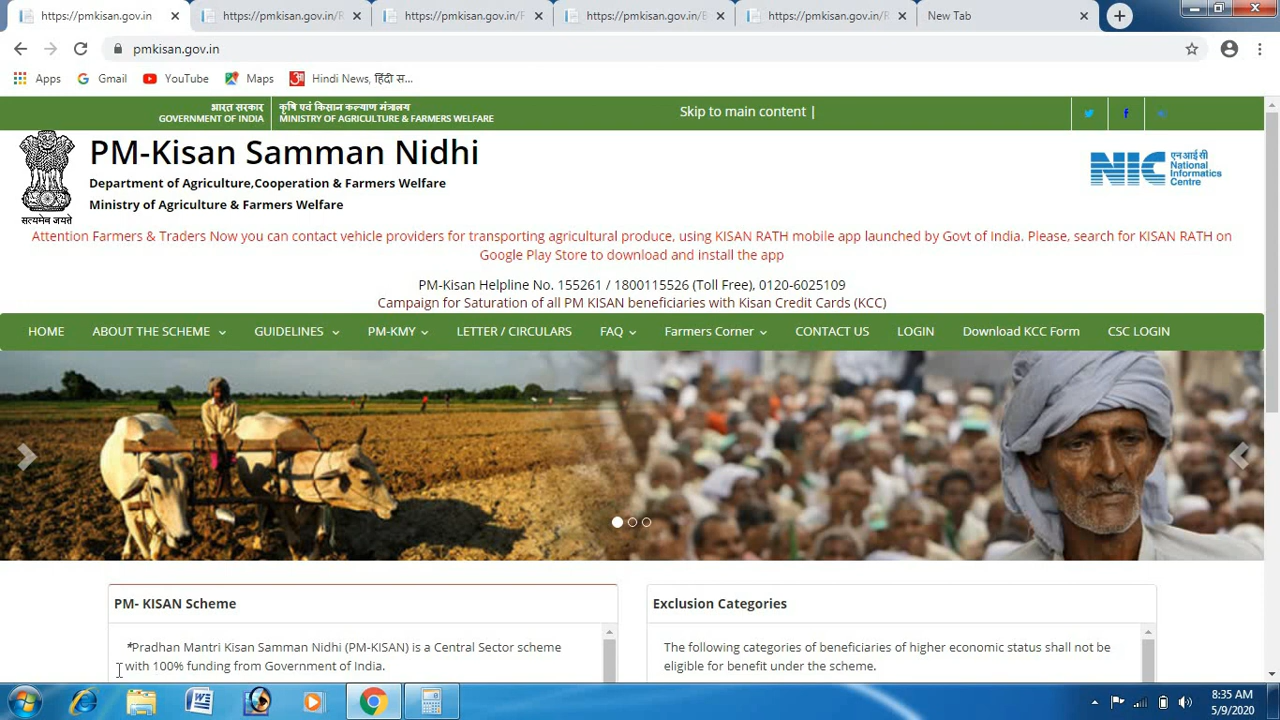 https://pmkisan.gov.in
https://pmkisan.gov.in/R
https://pmkisan.gov.in/F
https://pmkisan.gov.in/B
https://pmkisan.gov.in/R
New Tab
pmkisan.gov.in
Apps
Gmail
YouTube
Maps
Hindi News, हिंदी स...
भारत सरकार
GOVERNMENT OF INDIA
कृषि एवं किसान कल्याण मंत्रालय
MINISTRY OF AGRICULTURE & FARMERS WELFARE
Skip to main content |
PM-Kisan Samman Nidhi
Department of Agriculture,Cooperation & Farmers Welfare
Ministry of Agriculture & Farmers Welfare
सत्यमेव जयते
NIC
एन आई सी
National
Informatics
Centre
Attention Farmers & Traders Now you can contact vehicle providers for transporting agricultural produce, using KISAN RATH mobile app launched by Govt of India. Please, search for KISAN RATH on
Google Play Store to download and install the app
PM-Kisan Helpline No. 155261 / 1800115526 (Toll Free), 0120-6025109
Campaign for Saturation of all PM KISAN beneficiaries with Kisan Credit Cards (KCC)
HOME
ABOUT THE SCHEME
GUIDELINES
PM-KMY
LETTER / CIRCULARS
FAQ
Farmers Corner
CONTACT US
LOGIN
Download KCC Form
CSC LOGIN
PM- KISAN Scheme
*Pradhan Mantri Kisan Samman Nidhi (PM-KISAN) is a Central Sector scheme
with 100% funding from Government of India.
Exclusion Categories
The following categories of beneficiaries of higher economic status shall not be
eligible for benefit under the scheme.
8:35 AM
5/9/2020